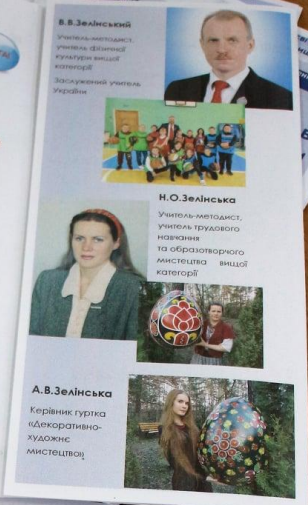 В.В.Зелінський
Учитель-методист,
учитель фізичної
культури вищої
категорії
Заслужений учитель
України
Н.О.Зелінська
Учитель-методист,
учитель трудового
навчання
та образотворчого
мистецтва вищої
категорії
А.В.Зелінська
Керівник гуртка
«Декоративно-
художнє
мистецтво»